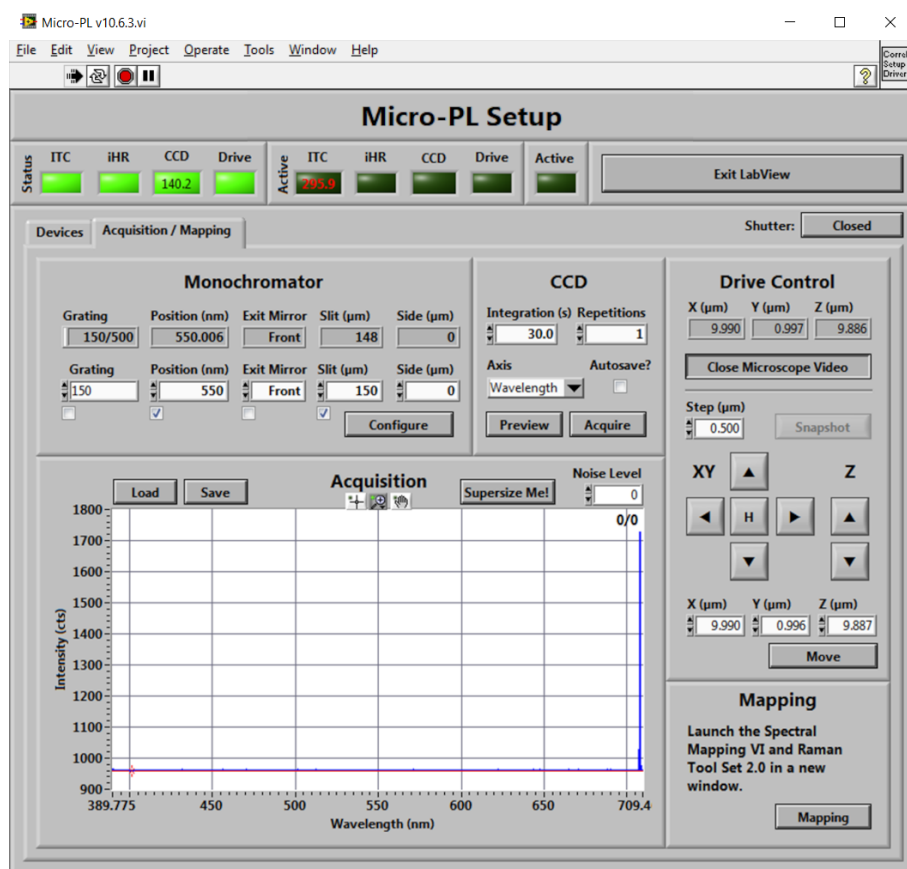 Micro-PL v10.6.3.vi
File Edit View Project Operate Tools Window Help
Setup
Driver
Micro-PL Setup
Status
ITC iHR CCD Drive
140.2
Active
ITC iHR CCD Drive
295.9
Active
Exit LabView
Devices
Acquisition / Mapping
Shutter: Closed
Monochromator
Grating Position (nm) Exit Mirror Slit (µm) Side (µm)
150/500 550.006 Front 148 0
Grating Position (nm) Exit Mirror Slit (µm) Side (µm)
150 550 Front 150 0
Configure
CCD
Integration (s) Repetitions
30.0 1
Axis Autosave?
Wavelength
Preview Acquire
Drive Control
X (µm) Y (µm) Z (µm)
9.990 0.997 9.886
Close Microscope Video
Step (µm)
0.500 Snapshot
XY Z
H
X (µm) Y (µm) Z (µm)
9.990 0.996 9.887
Move
Load Save
Acquisition
Supersize Me!
Noise Level
0
0/0
1800
1700
1600
1500
1400
1300
1200
1100
1000
900
Intensity (cts)
389.775 450 500 550 600 650 709.4
Wavelength (nm)
Mapping
Launch the Spectral
Mapping VI and Raman
Tool Set 2.0 in a new
window.
Mapping